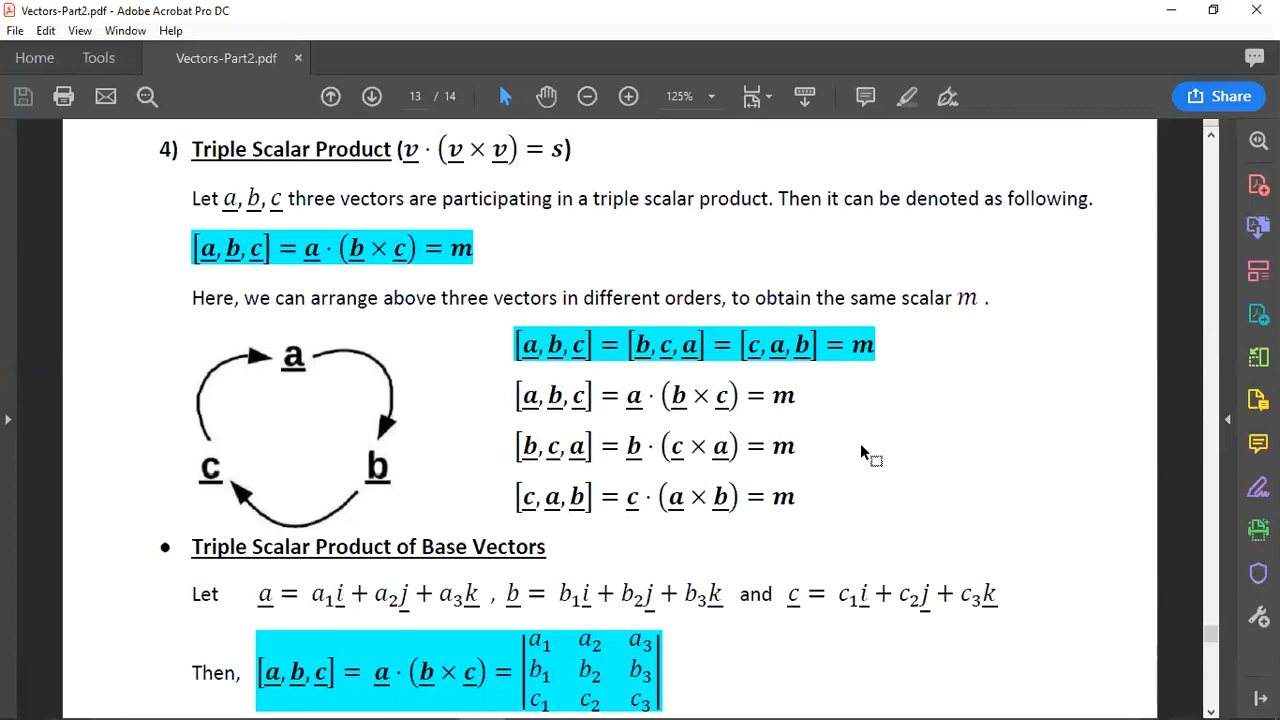 Vectors-Part2.pdf - Adobe Acrobat Pro DC
File Edit View Window Help
Home Tools Vectors-Part2.pdf ×
13 / 14 125% Share
4) Triple Scalar Product (v · (v × v) = s)
Let a, b, c three vectors are participating in a triple scalar product. Then it can be denoted as following.
[a, b, c] = a · (b × c) = m
Here, we can arrange above three vectors in different orders, to obtain the same scalar m .
a
b
c
[a, b, c] = [b, c, a] = [c, a, b] = m
[a, b, c] = a · (b × c) = m
[b, c, a] = b · (c × a) = m
[c, a, b] = c · (a × b) = m
• Triple Scalar Product of Base Vectors
Let a = a₁i + a₂j + a₃k , b = b₁i + b₂j + b₃k and c = c₁i + c₂j + c₃k
Then, [a, b, c] = a · (b × c) = | a₁ a₂ a₃ |
| b₁ b₂ b₃ |
| c₁ c₂ c₃ |